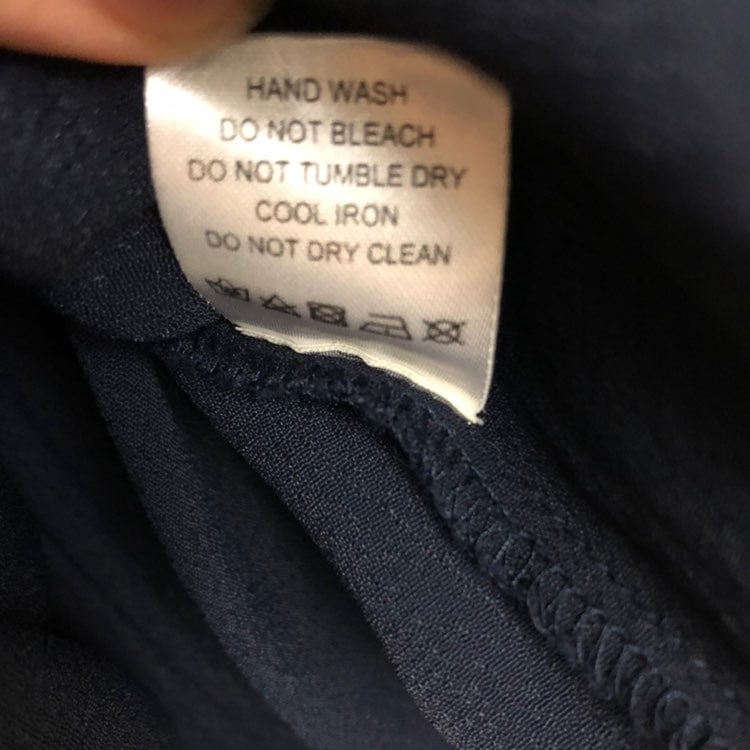 HAND WASH
DO NOT BLEACH
DO NOT TUMBLE DRY
COOL IRON
DO NOT DRY CLEAN